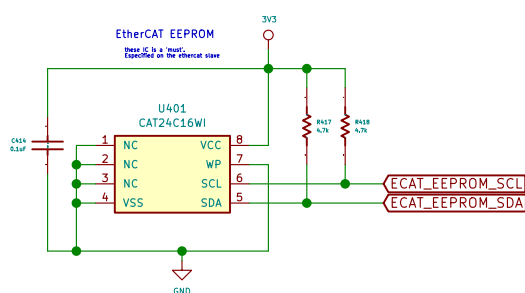 3V3
EtherCAT EEPROM
these IC is a 'must'.
Especified on the ethercat slave
U401
CAT24C16WI
C414
0.1uF
R417
4.7k
R418
4.7k
1 NC VCC 8
2 NC WP 7
3 NC SCL 6
4 VSS SDA 5
ECAT_EEPROM_SCL
ECAT_EEPROM_SDA
GND